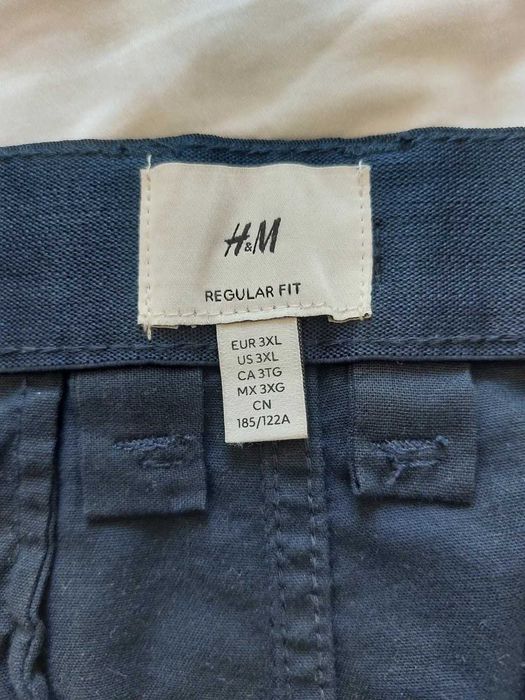 H&M
REGULAR FIT
EUR 3XL
US 3XL
CA 3TG
MX 3XG
CN
185/122A